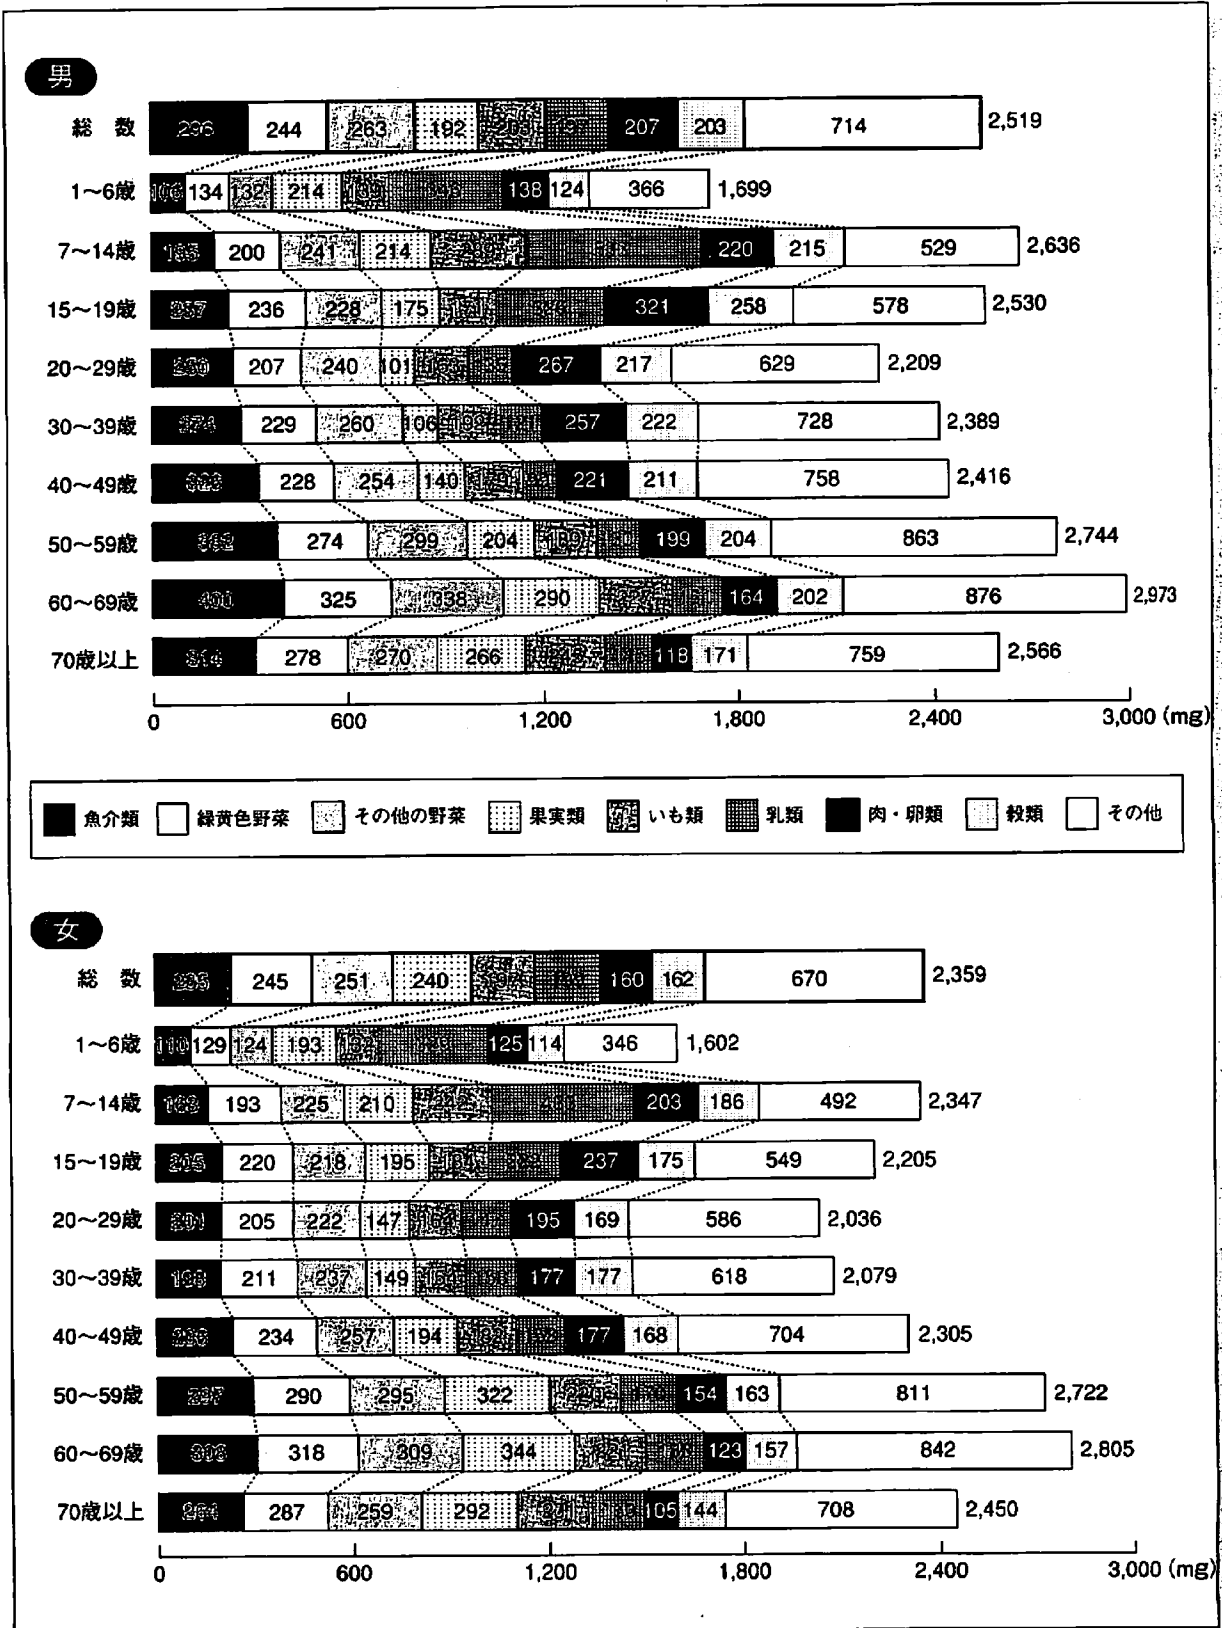 男
総数 296 244 263 192 203 197 207 203 714 2,519
1〜6歳 106 134 132 214 138 124 366 1,699
7〜14歳 200 241 214 220 215 529 2,636
15〜19歳 236 228 175 321 258 578 2,530
20〜29歳 207 240 101 267 217 629 2,209
30〜39歳 274 229 260 106 257 222 728 2,389
40〜49歳 228 254 140 221 211 758 2,416
50〜59歳 274 299 204 199 204 863 2,744
60〜69歳 400 325 338 290 164 202 876 2,973
70歳以上 314 278 270 266 118 171 759 2,566
0 600 1,200 1,800 2,400 3,000 (mg)
魚介類 緑黄色野菜 その他の野菜 果実類 いも類 乳類 肉・卵類 穀類 その他
女
総数 245 251 240 160 162 670 2,359
1〜6歳 110 129 124 193 125 114 346 1,602
7〜14歳 193 225 210 203 186 492 2,347
15〜19歳 205 220 218 195 237 175 549 2,205
20〜29歳 205 222 147 195 169 586 2,036
30〜39歳 211 237 149 177 177 618 2,079
40〜49歳 234 257 194 177 168 704 2,305
50〜59歳 290 295 322 154 163 811 2,722
60〜69歳 318 309 344 123 157 842 2,805
70歳以上 287 259 292 105 144 708 2,450
0 600 1,200 1,800 2,400 3,000 (mg)